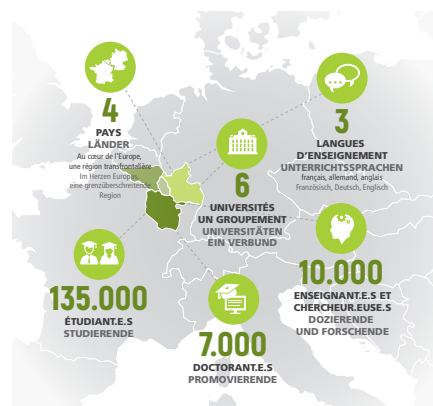 4
PAYS
LÄNDER
Au cœur de l'Europe,
une région transfrontalière
Im Herzen Europas,
eine grenzüberschreitende
Region
3
LANGUES
D'ENSEIGNEMENT
UNTERRICHTSSPRACHEN
français, allemand, anglais
Französisch, Deutsch, Englisch
6
UNIVERSITÉS
UN GROUPEMENT
UNIVERSITÄTEN
EIN VERBUND
135.000
ÉTUDIANT.E.S
STUDIERENDE
7.000
DOCTORANT.E.S
PROMOVIERENDE
10.000
ENSEIGNANT.E.S ET
CHERCHEUR.EUSE.S
DOZIERENDE
UND FORSCHENDE